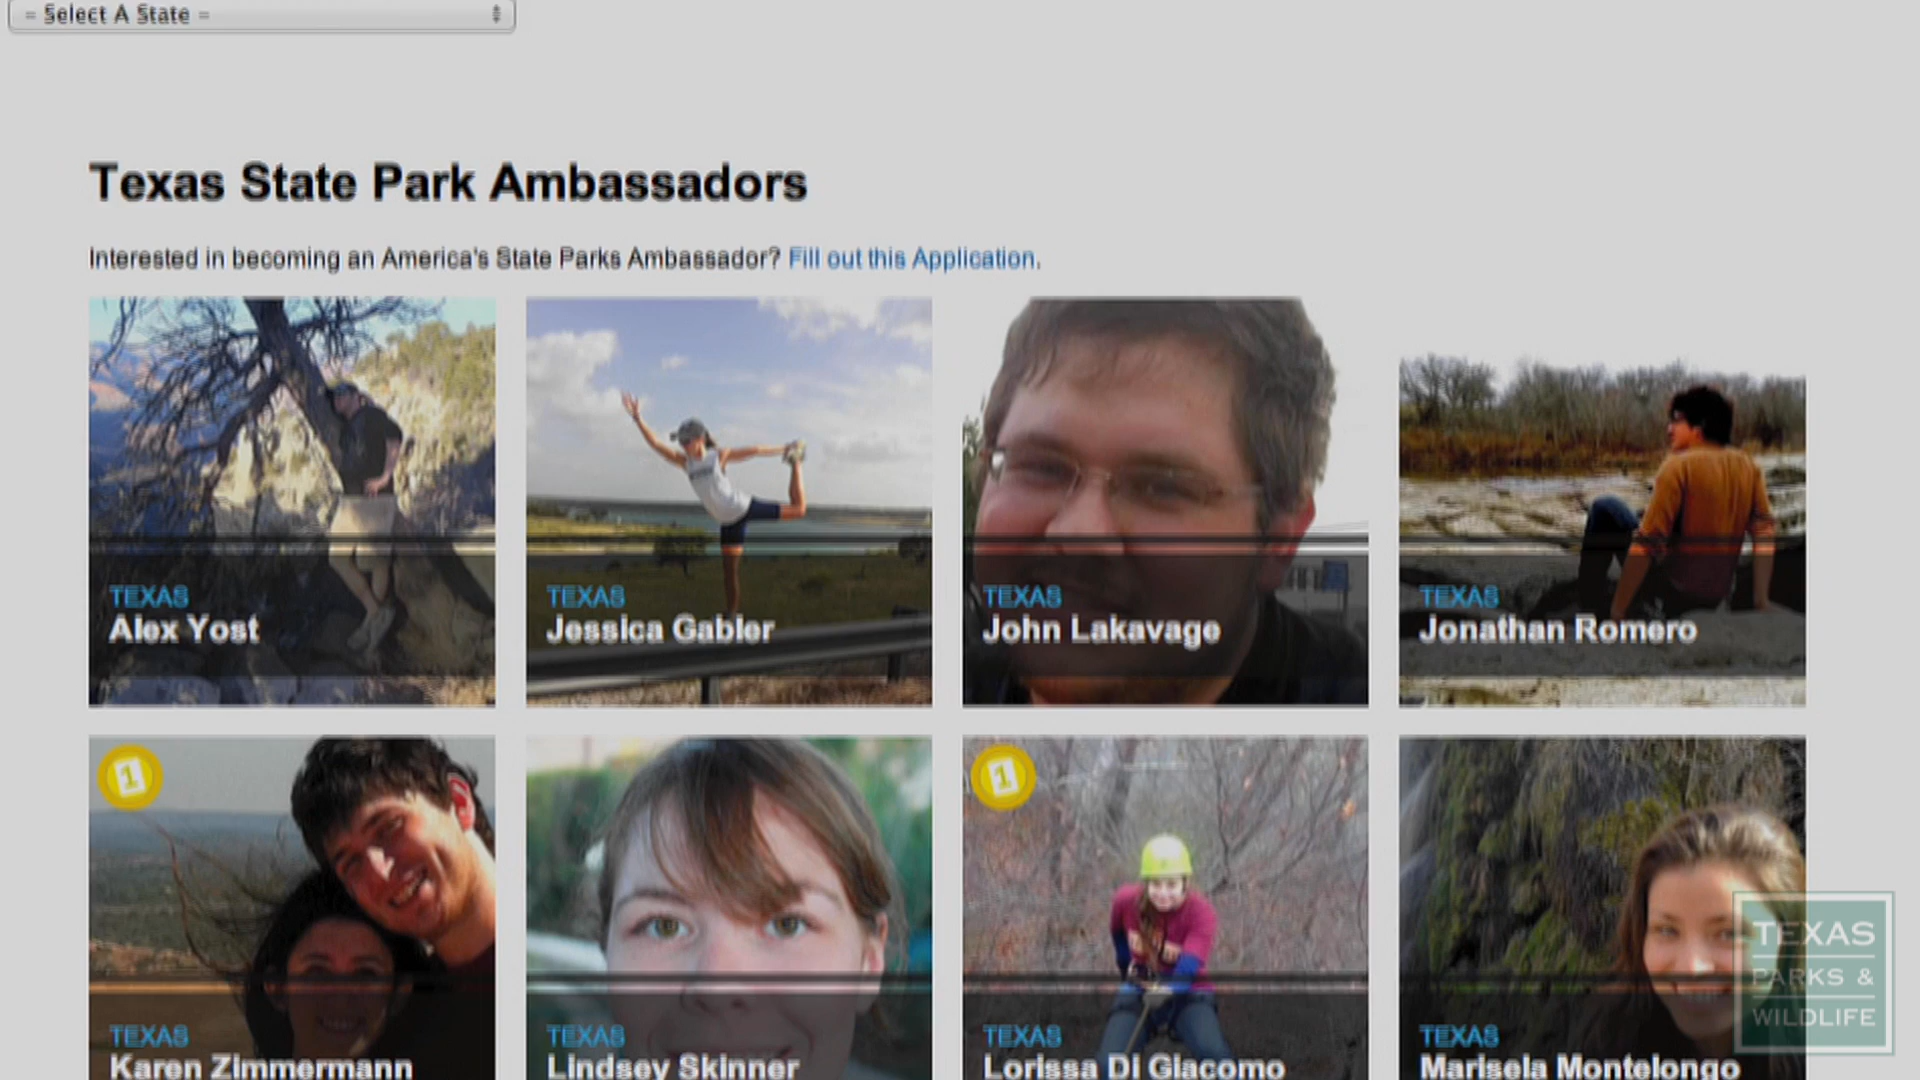 = Select A State =
Texas State Park Ambassadors
Interested in becoming an America's State Parks Ambassador? Fill out this Application.
TEXAS
Alex Yost
TEXAS
Jessica Gabler
TEXAS
John Lakavage
TEXAS
Jonathan Romero
1
TEXAS
Karen Zimmermann
TEXAS
Lindsey Skinner
1
TEXAS
Lorissa Di Giacomo
TEXAS
Marisela Montelongo
TEXAS
PARKS &
WILDLIFE